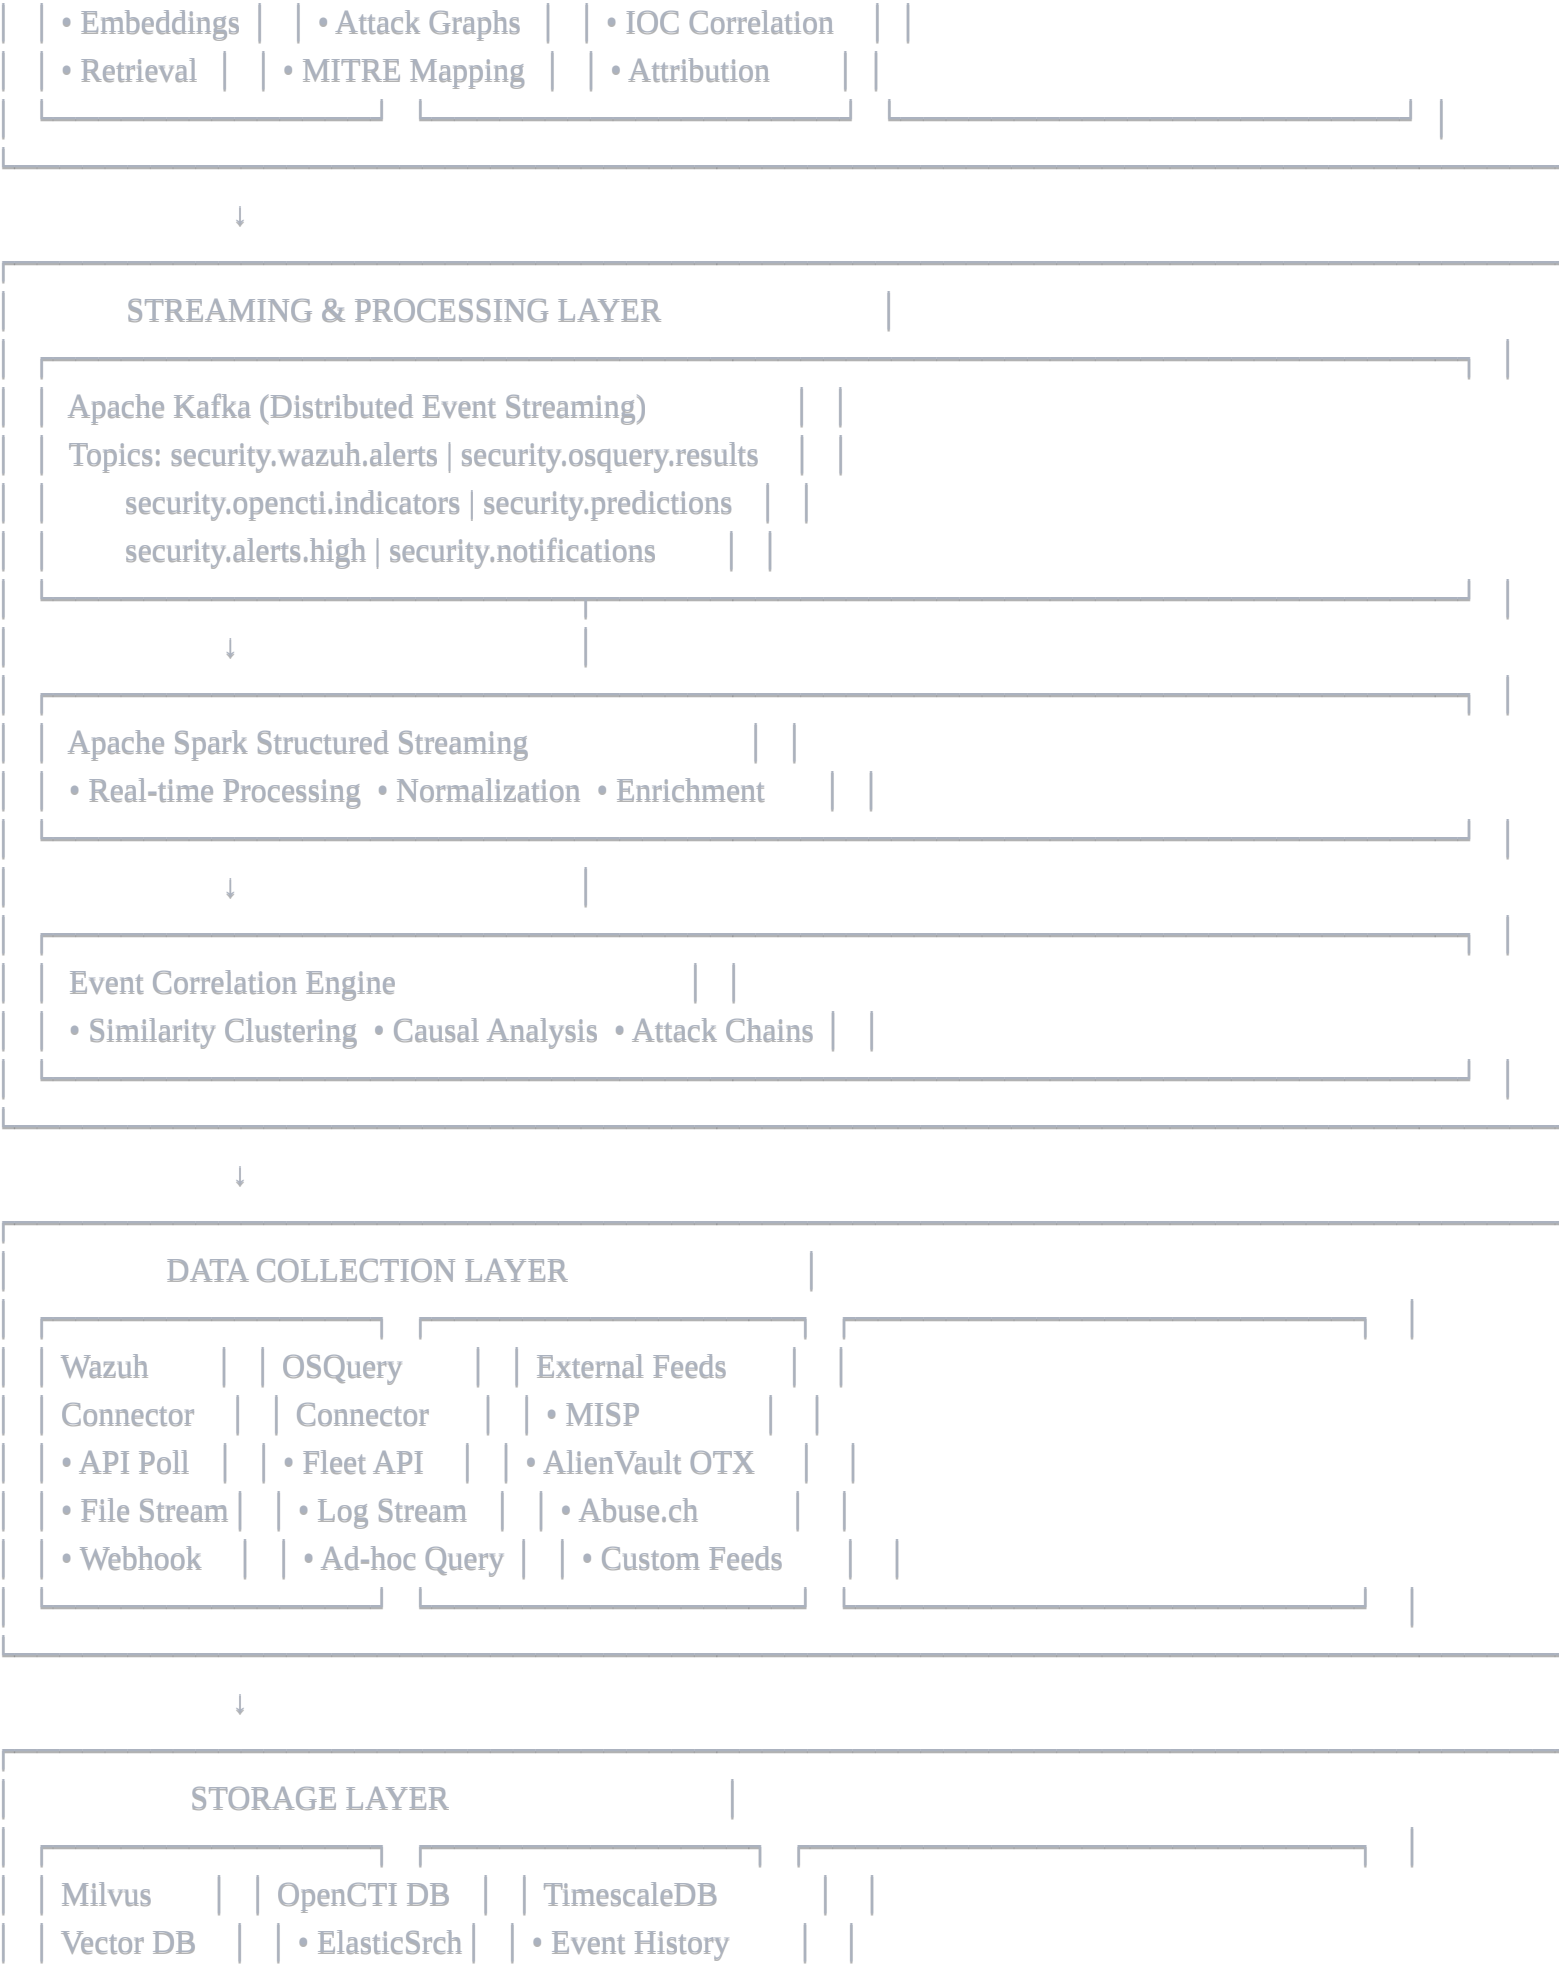 │ │ • Embeddings │ │ • Attack Graphs │ │ • IOC Correlation │ │
│ │ • Retrieval │ │ • MITRE Mapping │ │ • Attribution │ │
↓
│ STREAMING & PROCESSING LAYER │
│ │ Apache Kafka (Distributed Event Streaming) │ │
│ │ Topics: security.wazuh.alerts | security.osquery.results │ │
│ │ security.opencti.indicators | security.predictions │ │
│ │ security.alerts.high | security.notifications │ │
│ ↓ │
│ │ Apache Spark Structured Streaming │ │
│ │ • Real-time Processing • Normalization • Enrichment │ │
│ ↓ │
│ │ Event Correlation Engine │ │
│ │ • Similarity Clustering • Causal Analysis • Attack Chains │ │
↓
│ DATA COLLECTION LAYER │
│ │ Wazuh │ │ OSQuery │ │ External Feeds │ │
│ │ Connector │ │ Connector │ │ • MISP │ │
│ │ • API Poll │ │ • Fleet API │ │ • AlienVault OTX │ │
│ │ • File Stream│ │ • Log Stream │ │ • Abuse.ch │ │
│ │ • Webhook │ │ • Ad-hoc Query │ │ • Custom Feeds │ │
↓
│ STORAGE LAYER │
│ │ Milvus │ │ OpenCTI DB │ │ TimescaleDB │ │
│ │ Vector DB │ │ • ElasticSrch│ │ • Event History │ │